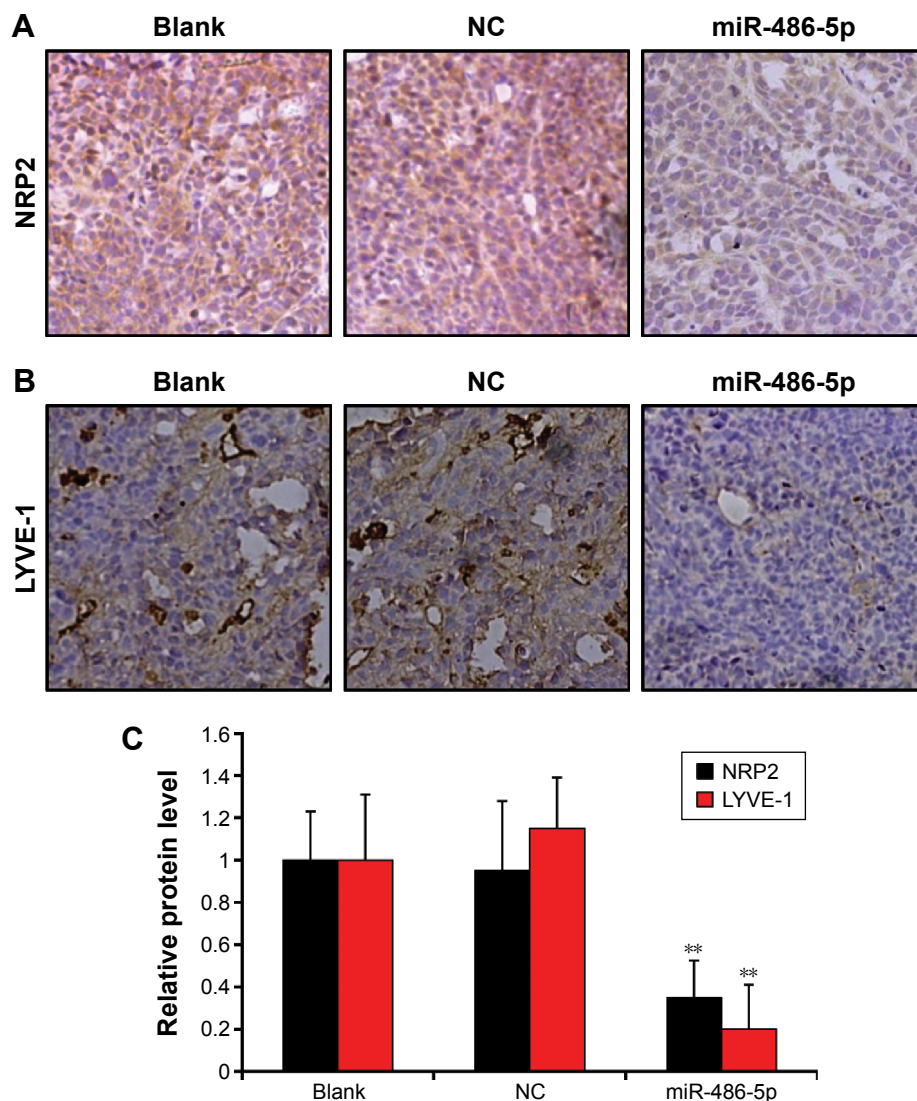 A
Blank NC miR-486-5p
NRP2
B
Blank NC miR-486-5p
LYVE-1
C
Relative protein level
1.6
1.4
1.2
1
0.8
0.6
0.4
0.2
0
NRP2
LYVE-1
**
**
Blank NC miR-486-5p